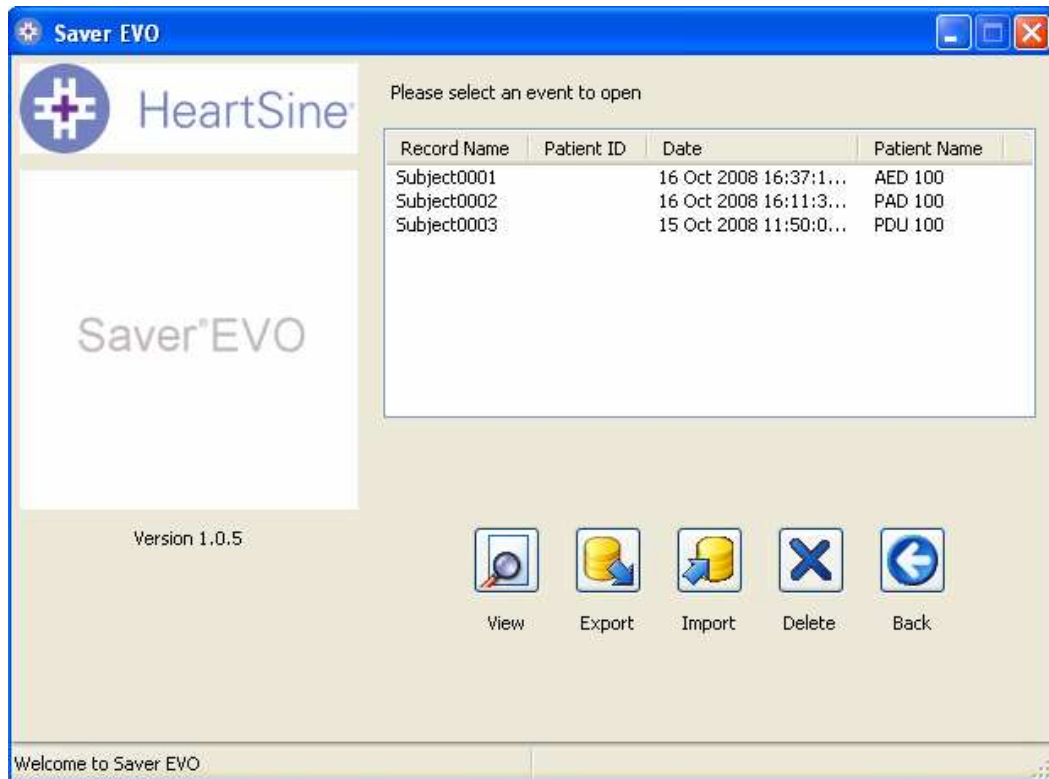 Saver EVO
HeartSine®
Please select an event to open
Record Name Patient ID Date Patient Name
Subject0001 16 Oct 2008 16:37:1... AED 100
Subject0002 16 Oct 2008 16:11:3... PAD 100
Subject0003 15 Oct 2008 11:50:0... PDU 100
Saver®EVO
Version 1.0.5
View Export Import Delete Back
Welcome to Saver EVO